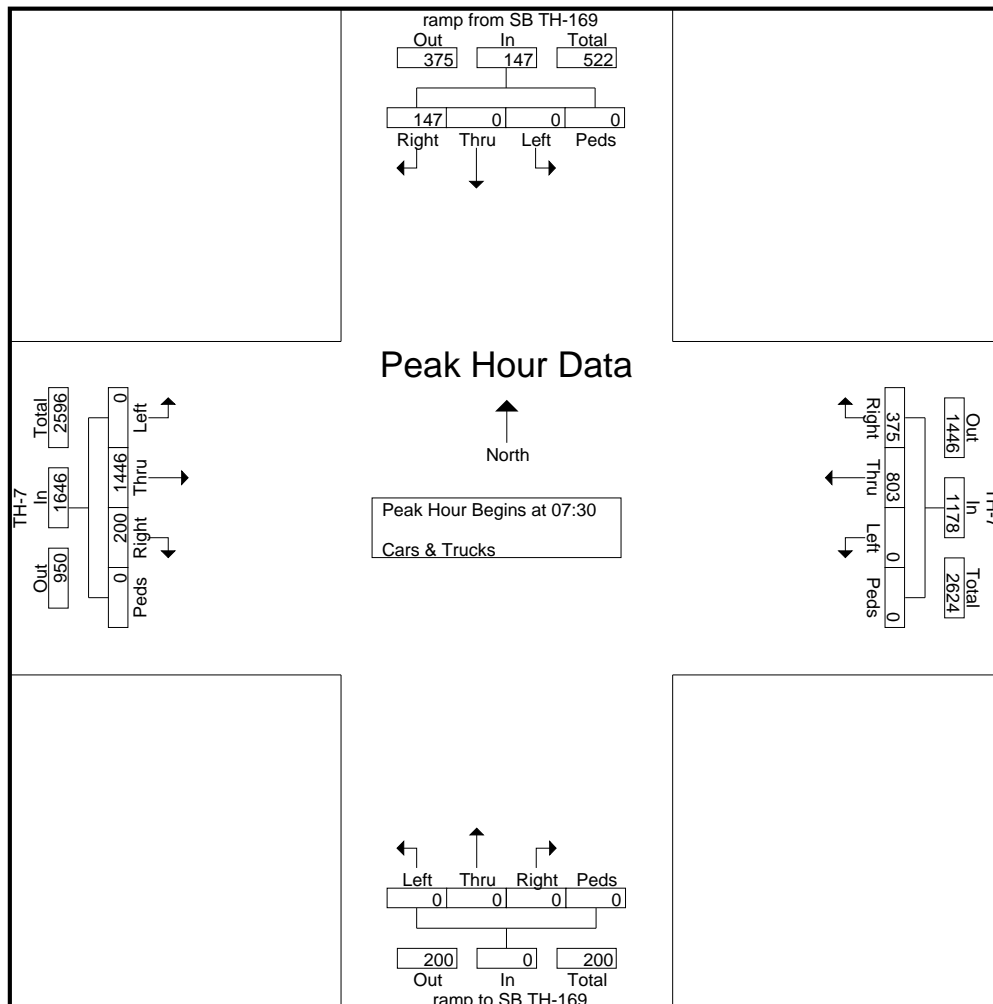 ramp from SB TH-169
Out In Total
375 147 522
147 0 0 0
Right Thru Left Peds
Peak Hour Data
North
Peak Hour Begins at 07:30
Cars & Trucks
TH-7
Total In Out
2596 1646 950
0 1446 200 0
Left Thru Right Peds
Right Thru Left Peds
375 803 0 0
Out In Total
1446 1178 2624
TH-7
Left Thru Right Peds
0 0 0 0
200 0 200
Out In Total
ramp to SB TH-169